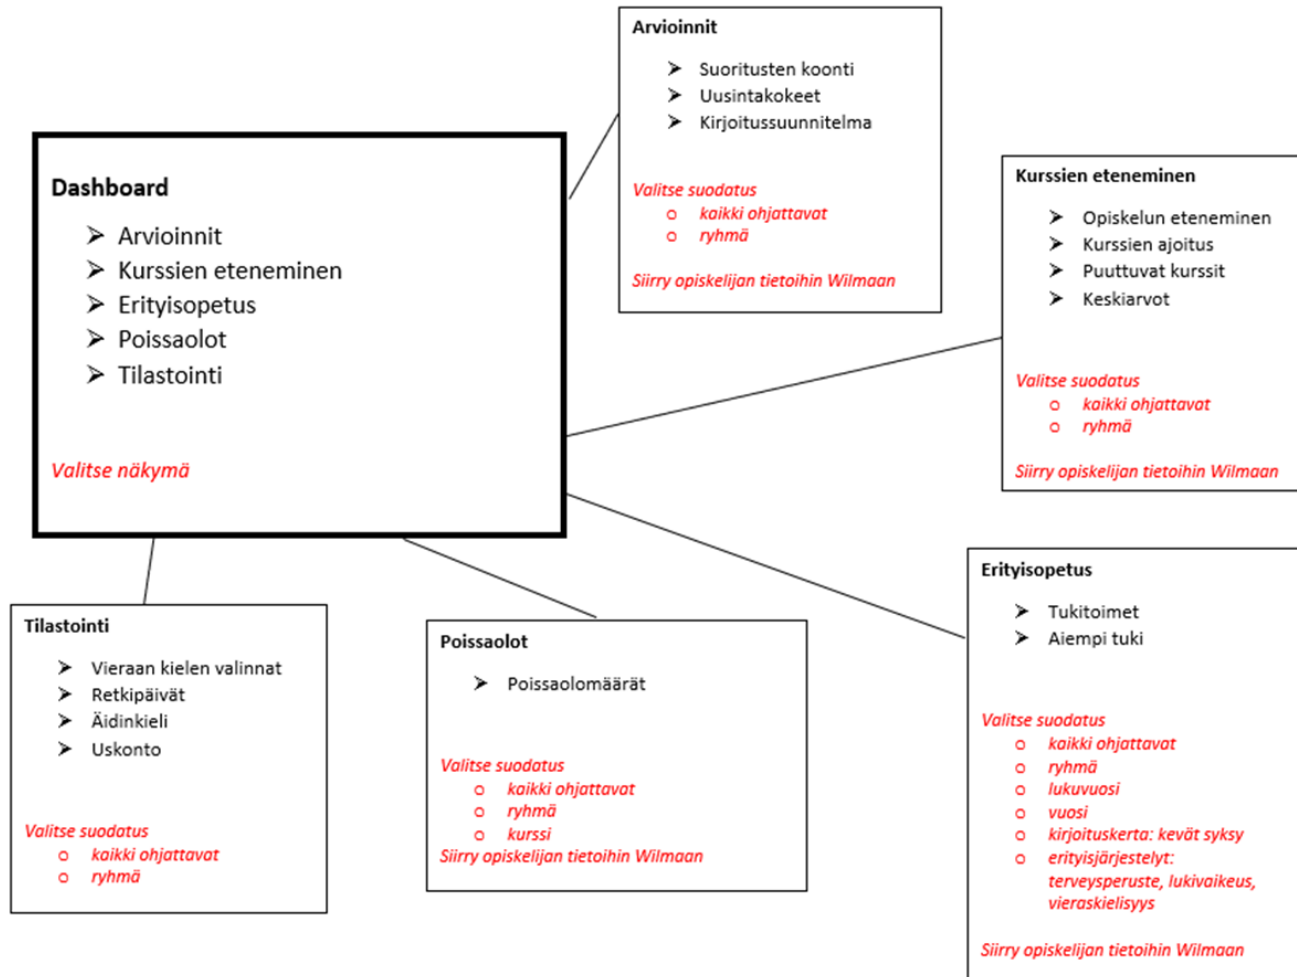 Dashboard
➢ Arvioinnit
➢ Kurssien eteneminen
➢ Erityisopetus
➢ Poissaolot
➢ Tilastointi
Valitse näkymä
Arvioinnit
➢ Suoritusten koonti
➢ Uusintakokeet
➢ Kirjoitussuunnitelma
Valitse suodatus
o kaikki ohjattavat
o ryhmä
Siirry opiskelijan tietoihin Wilmaan
Kurssien eteneminen
➢ Opiskelun eteneminen
➢ Kurssien ajoitus
➢ Puuttuvat kurssit
➢ Keskiarvot
Valitse suodatus
o kaikki ohjattavat
o ryhmä
Siirry opiskelijan tietoihin Wilmaan
Erityisopetus
➢ Tukitoimet
➢ Aiempi tuki
Valitse suodatus
o kaikki ohjattavat
o ryhmä
o lukuvuosi
o vuosi
o kirjoituskerta: kevät syksy
o erityisjärjestelyt:
terveysperuste, lukivaikeus,
vieraskielisyys
Siirry opiskelijan tietoihin Wilmaan
Poissaolot
➢ Poissaolomäärät
Valitse suodatus
o kaikki ohjattavat
o ryhmä
o kurssi
Siirry opiskelijan tietoihin Wilmaan
Tilastointi
➢ Vieraan kielen valinnat
➢ Retkipäivät
➢ Äidinkieli
➢ Uskonto
Valitse suodatus
o kaikki ohjattavat
o ryhmä